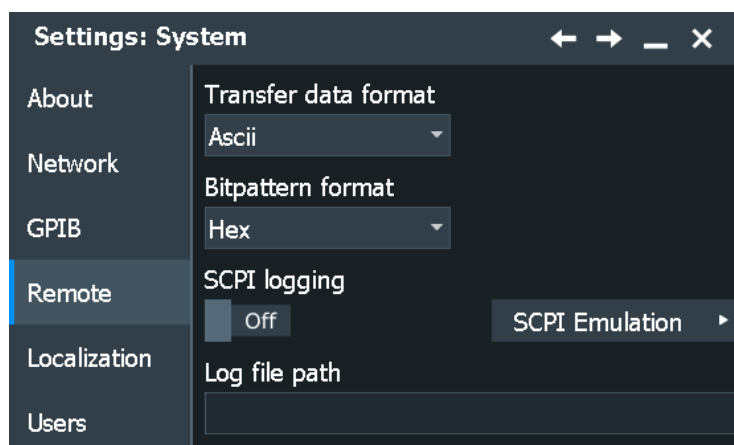 Settings: System
About
Network
GPIB
Remote
Localization
Users
Transfer data format
Ascii
Bitpattern format
Hex
SCPI logging
Off
SCPI Emulation
Log file path